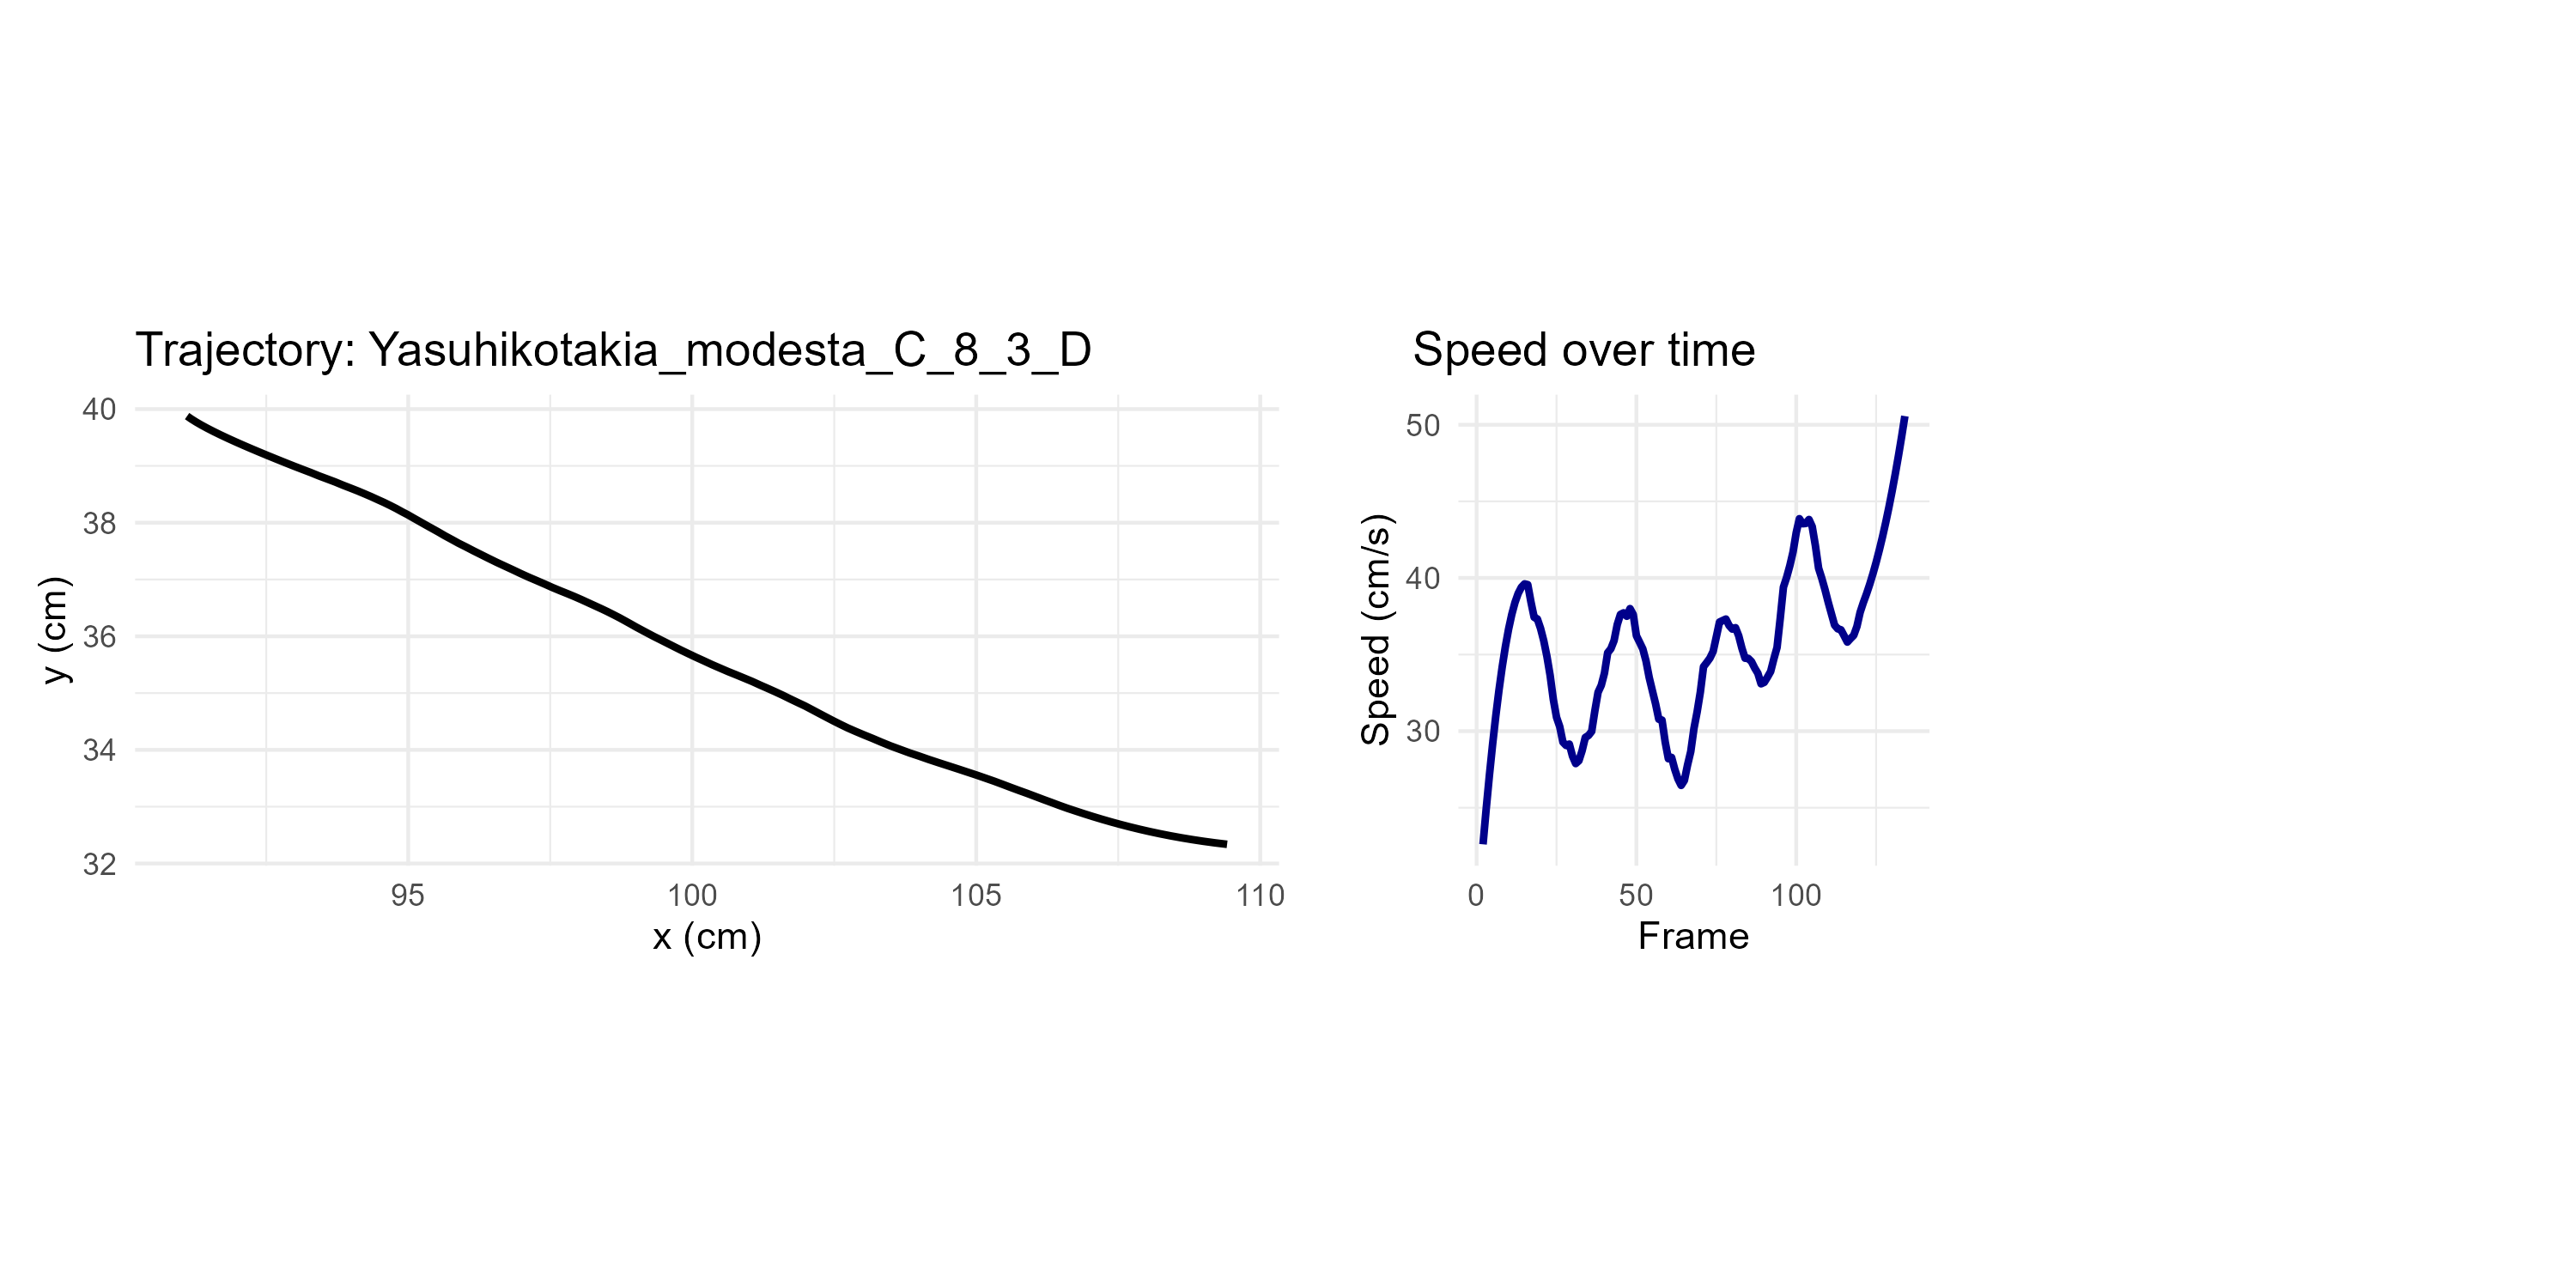 Trajectory: Yasuhikotakia_modesta_C_8_3_D
40
38
36
34
32
y (cm)
95 100 105 110
x (cm)
Speed over time
50
40
30
Speed (cm/s)
0 50 100
Frame